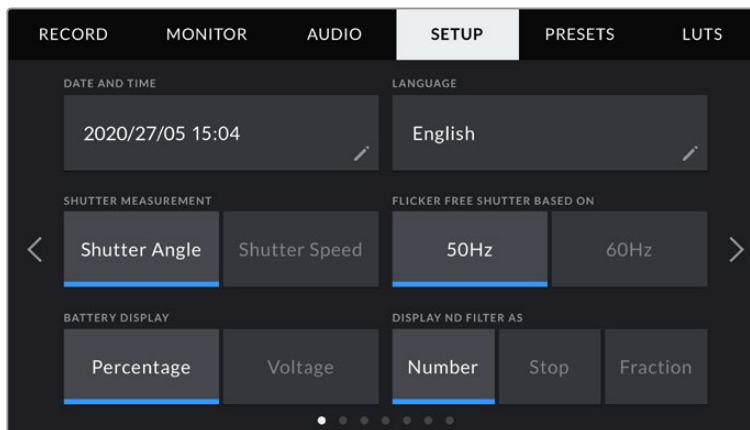 RECORD MONITOR AUDIO SETUP PRESETS LUTS
DATE AND TIME LANGUAGE
2020/27/05 15:04 English
SHUTTER MEASUREMENT FLICKER FREE SHUTTER BASED ON
Shutter Angle Shutter Speed 50Hz 60Hz
BATTERY DISPLAY DISPLAY ND FILTER AS
Percentage Voltage Number Stop Fraction